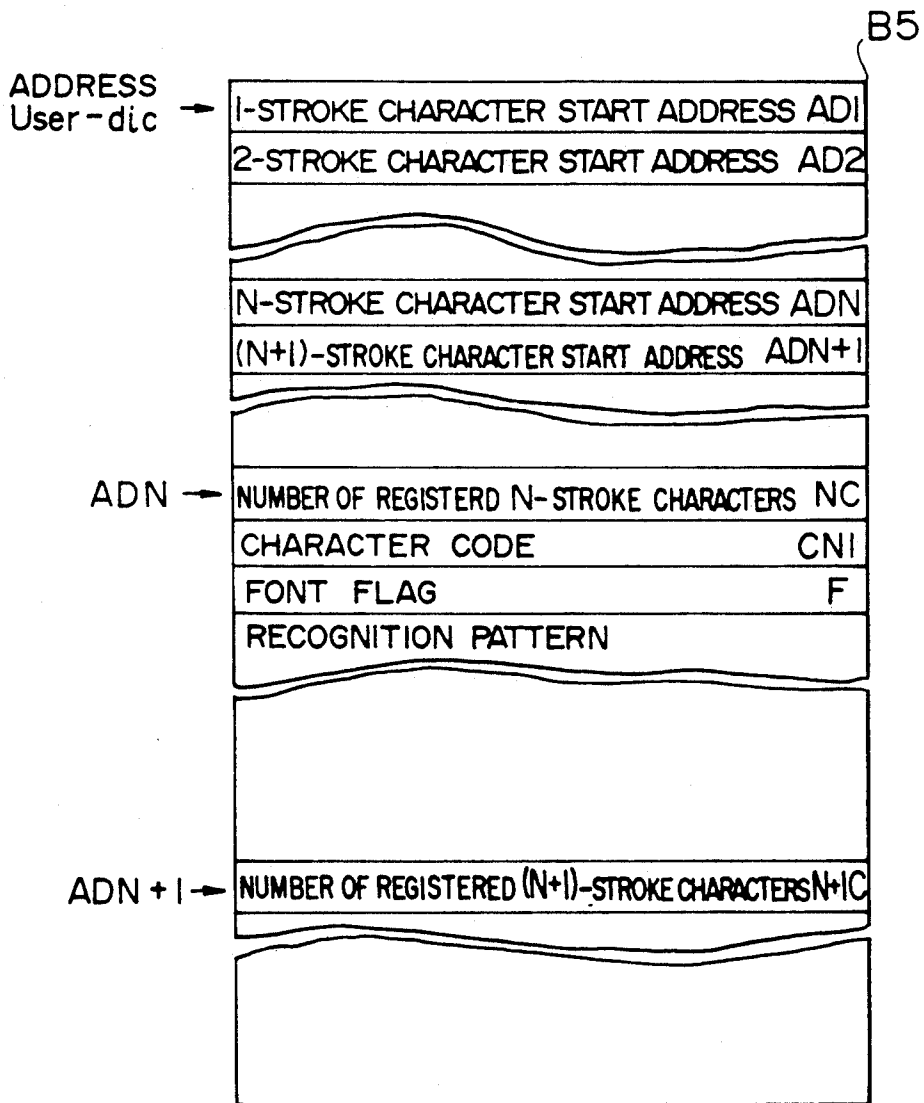 B5
ADDRESS
User-dic
1-STROKE CHARACTER START ADDRESS AD1
2-STROKE CHARACTER START ADDRESS AD2
N-STROKE CHARACTER START ADDRESS ADN
(N+1)-STROKE CHARACTER START ADDRESS ADN+1
ADN
NUMBER OF REGISTERD N-STROKE CHARACTERS NC
CHARACTER CODE CN1
FONT FLAG F
RECOGNITION PATTERN
ADN+1
NUMBER OF REGISTERED (N+1)-STROKE CHARACTERS N+1C